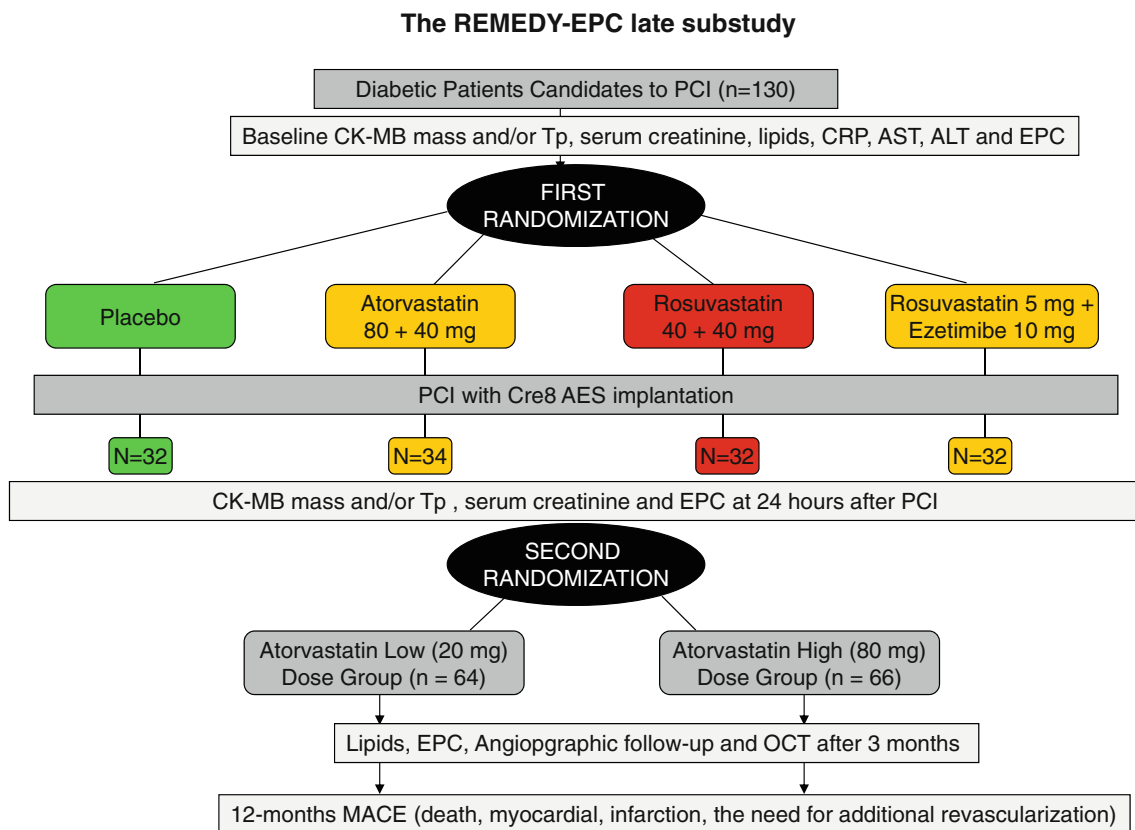 The REMEDY-EPC late substudy
Diabetic Patients Candidates to PCI (n=130)
Baseline CK-MB mass and/or Tp, serum creatinine, lipids, CRP, AST, ALT and EPC
FIRST
RANDOMIZATION
Placebo
Atorvastatin
80 + 40 mg
Rosuvastatin
40 + 40 mg
Rosuvastatin 5 mg +
Ezetimibe 10 mg
PCI with Cre8 AES implantation
N=32
N=34
N=32
N=32
CK-MB mass and/or Tp , serum creatinine and EPC at 24 hours after PCI
SECOND
RANDOMIZATION
Atorvastatin Low (20 mg)
Dose Group (n = 64)
Atorvastatin High (80 mg)
Dose Group (n = 66)
Lipids, EPC, Angiopgraphic follow-up and OCT after 3 months
12-months MACE (death, myocardial, infarction, the need for additional revascularization)